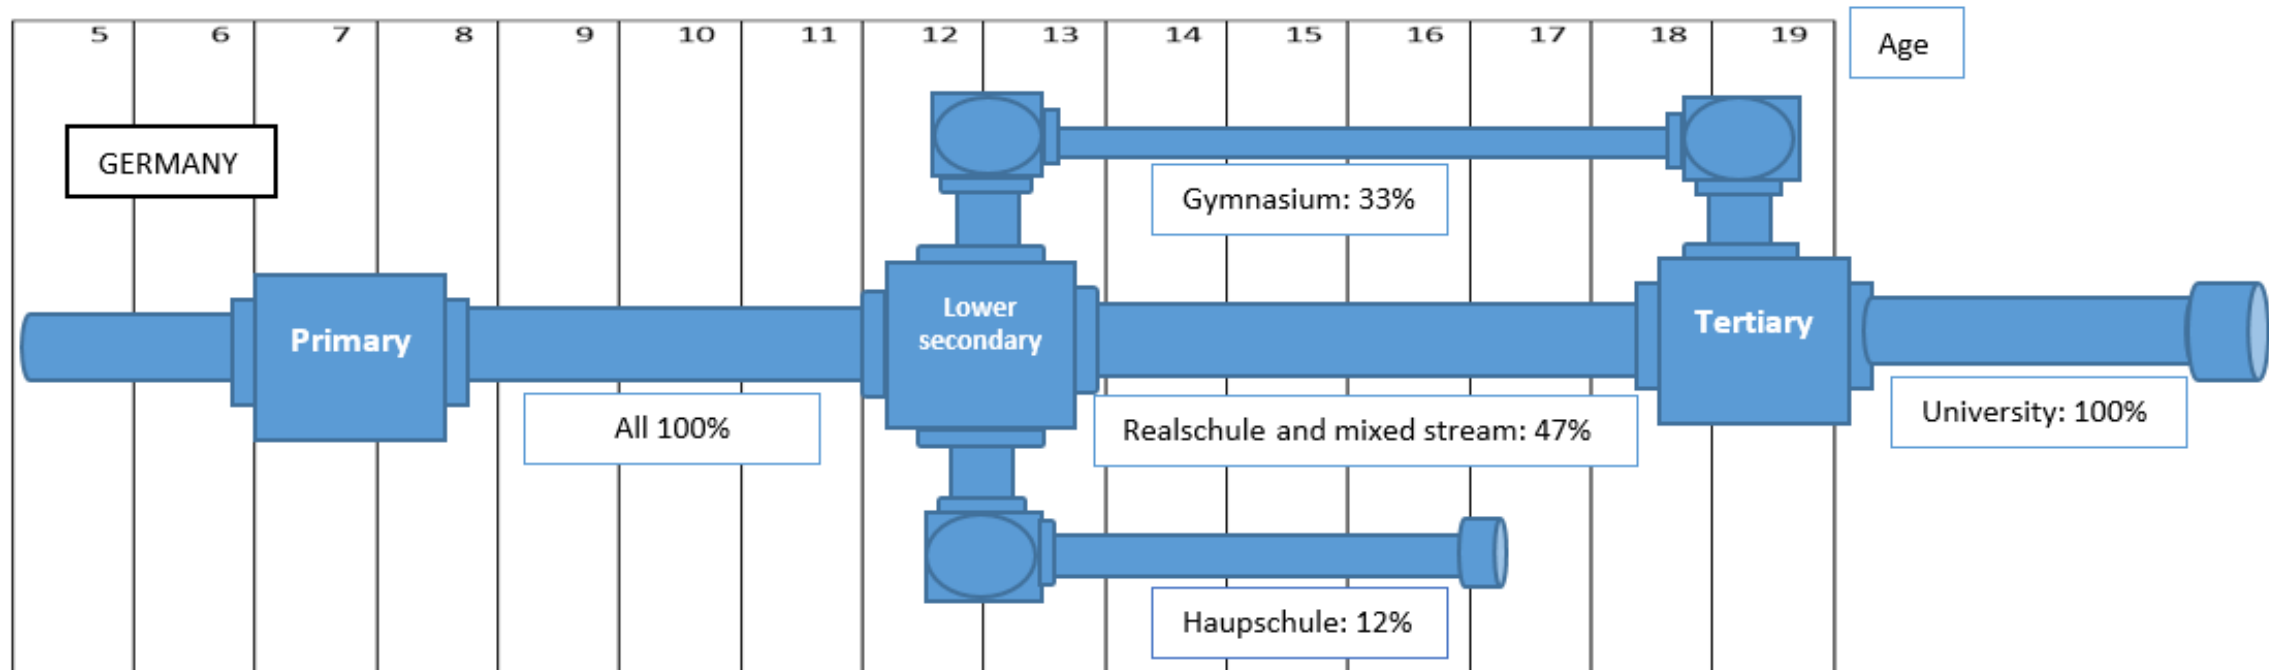 5 6 7 8 9 10 11 12 13 14 15 16 17 18 19
Age
GERMANY
Gymnasium: 33%
Primary
Lower
secondary
Tertiary
All 100%
Realschule and mixed stream: 47%
University: 100%
Haupschule: 12%